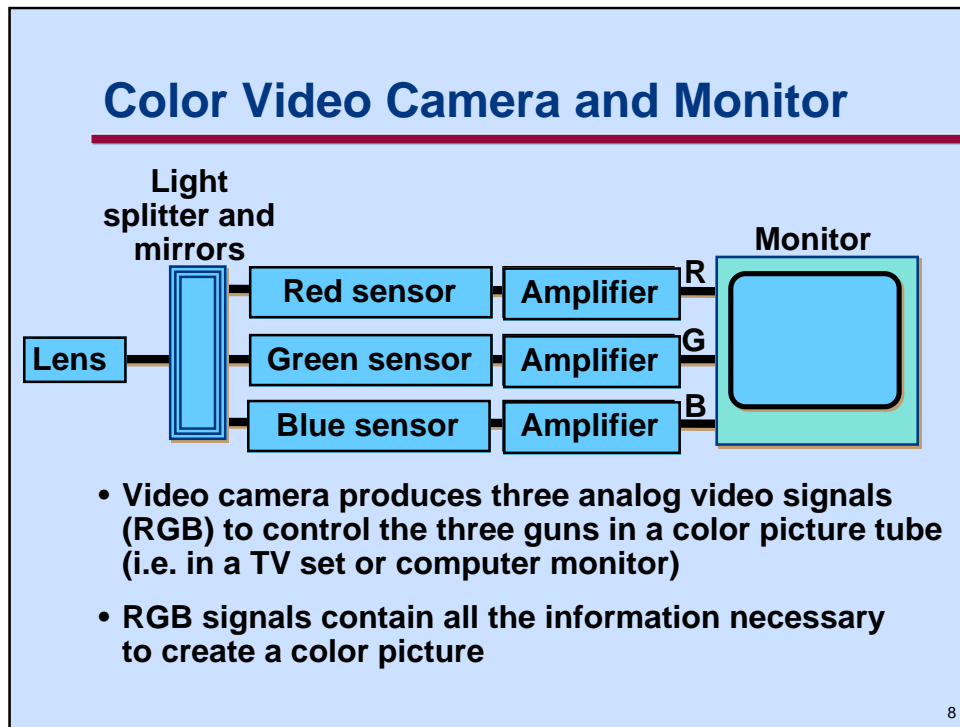 Color Video Camera and Monitor
Light
splitter and
mirrors
Monitor
Lens
Red sensor
Amplifier
R
Green sensor
Amplifier
G
Blue sensor
Amplifier
B
• Video camera produces three analog video signals
(RGB) to control the three guns in a color picture tube
(i.e. in a TV set or computer monitor)
• RGB signals contain all the information necessary
to create a color picture
8